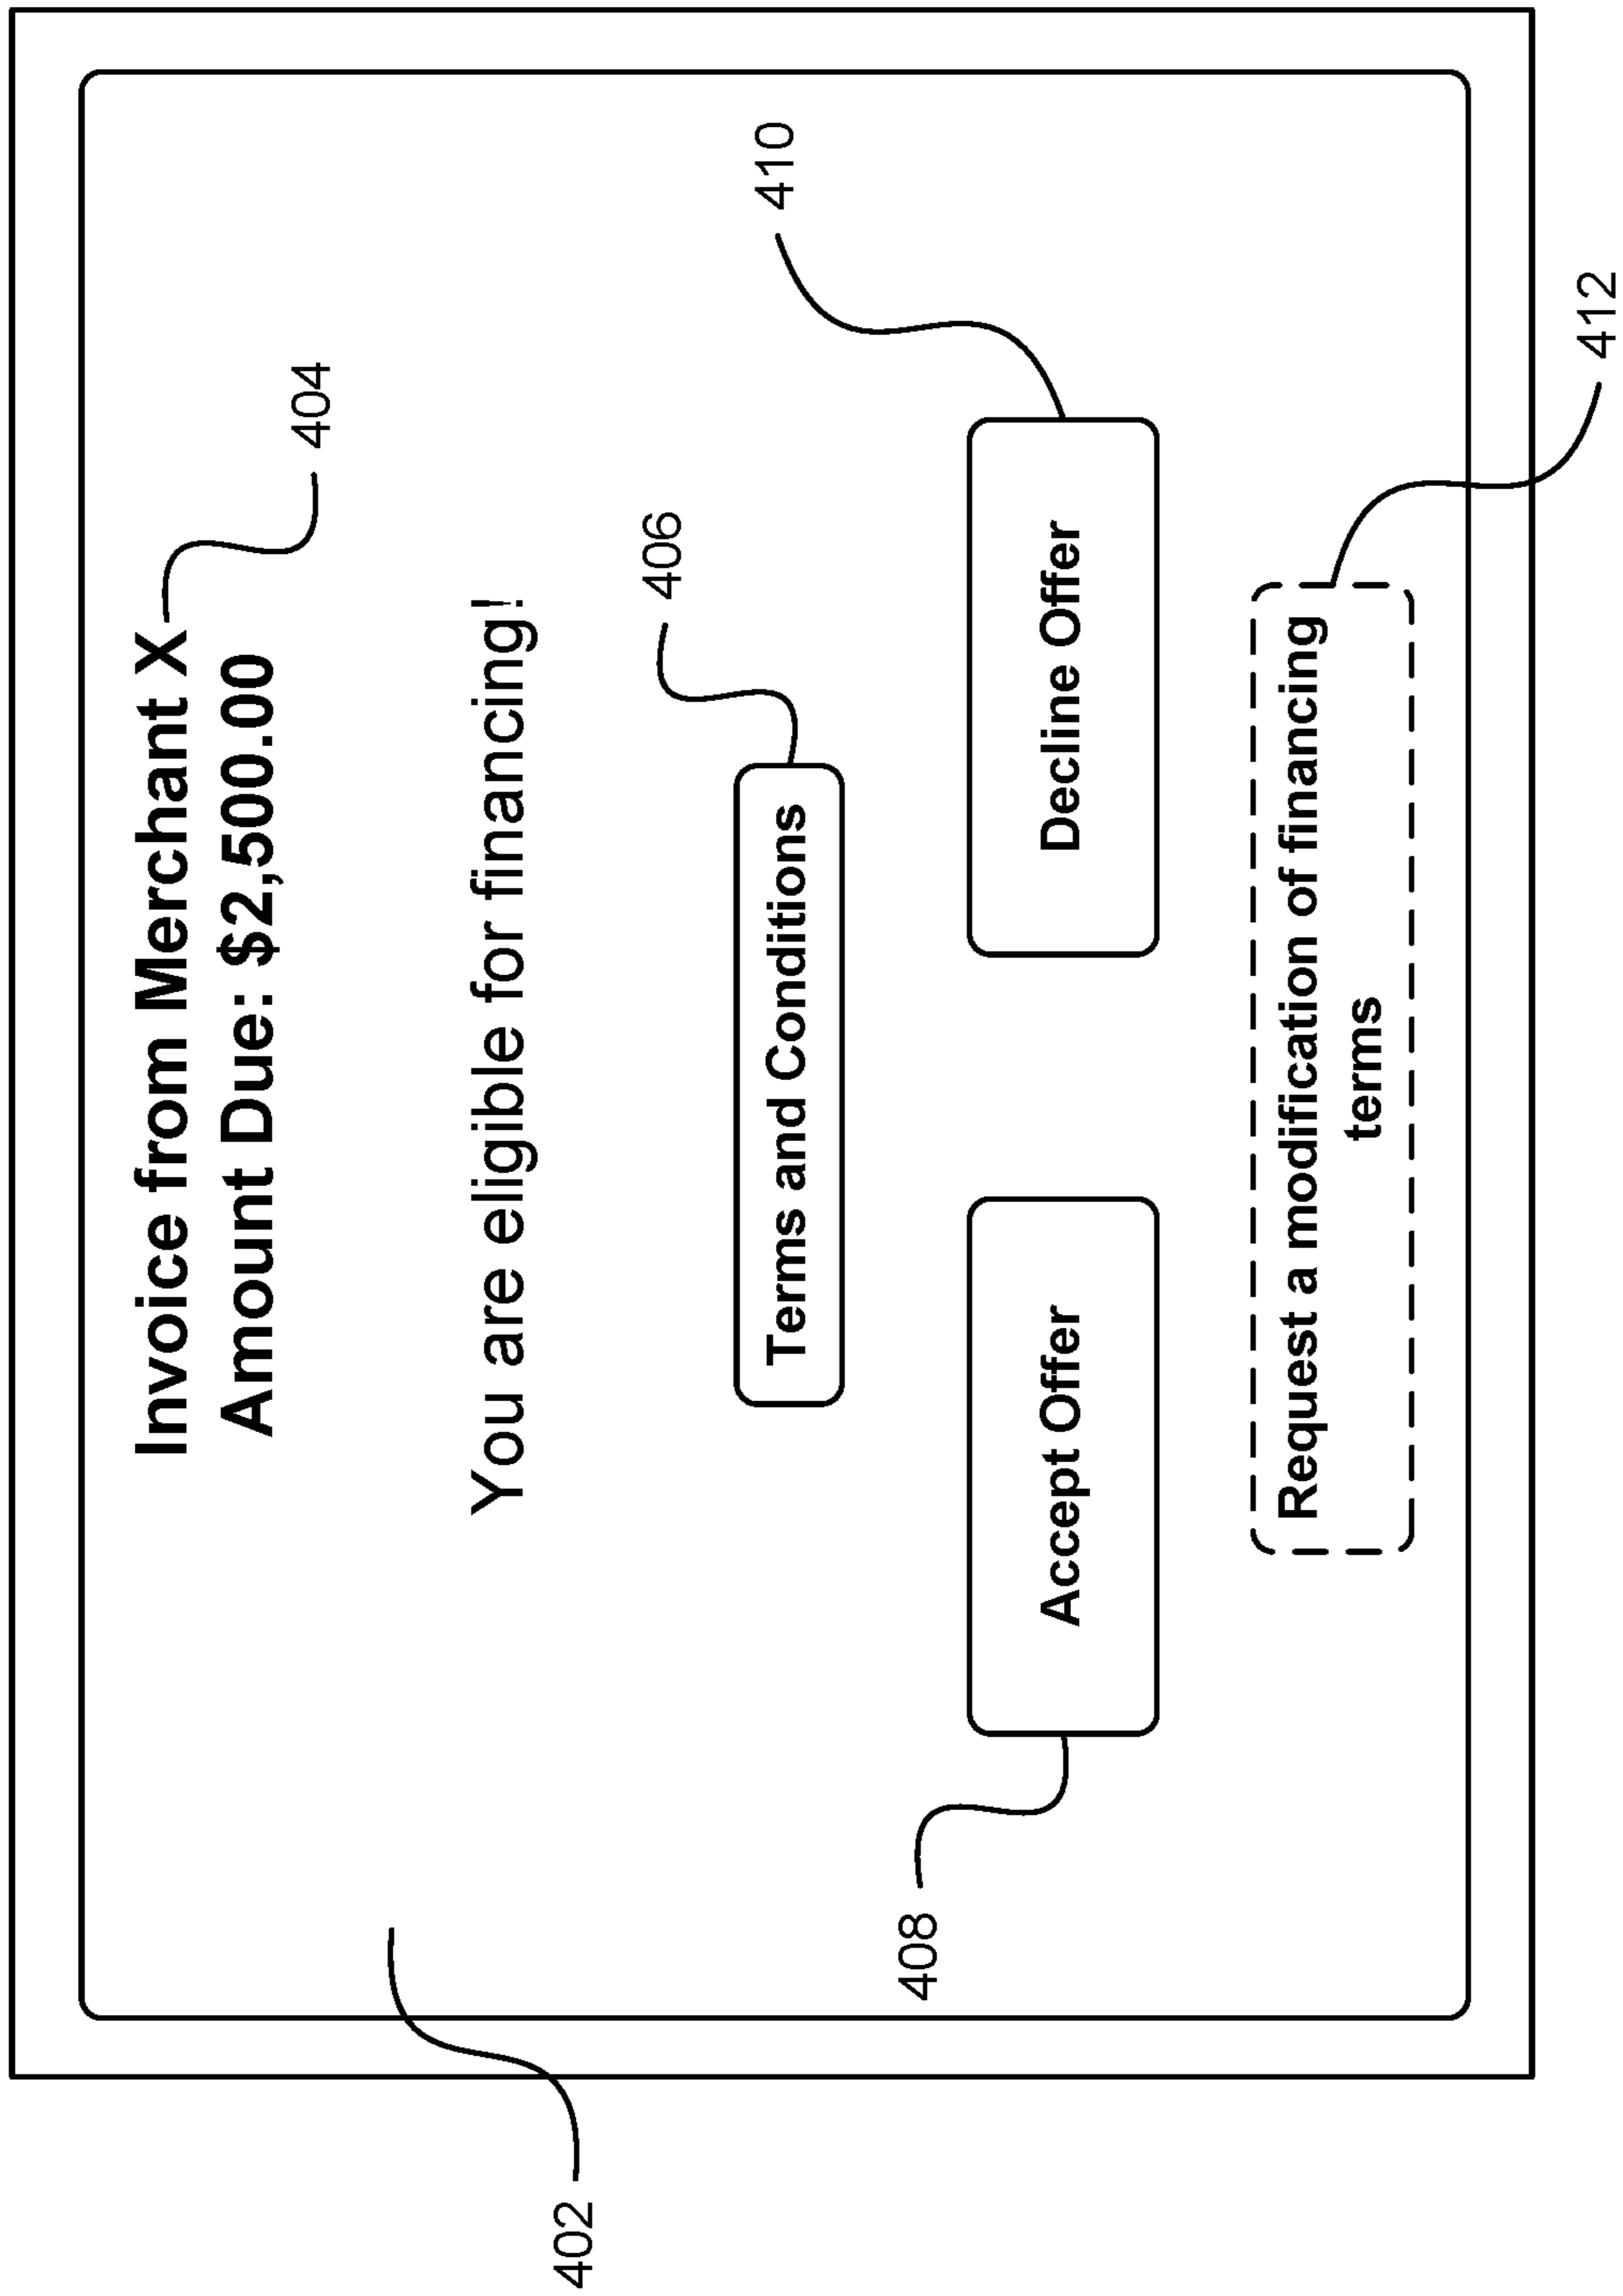 Invoice from Merchant X
404
Amount Due: $2,500.00
402
You are eligible for financing!
406
Terms and Conditions
410
408
Accept Offer
Decline Offer
Request a modification of financing
terms
412